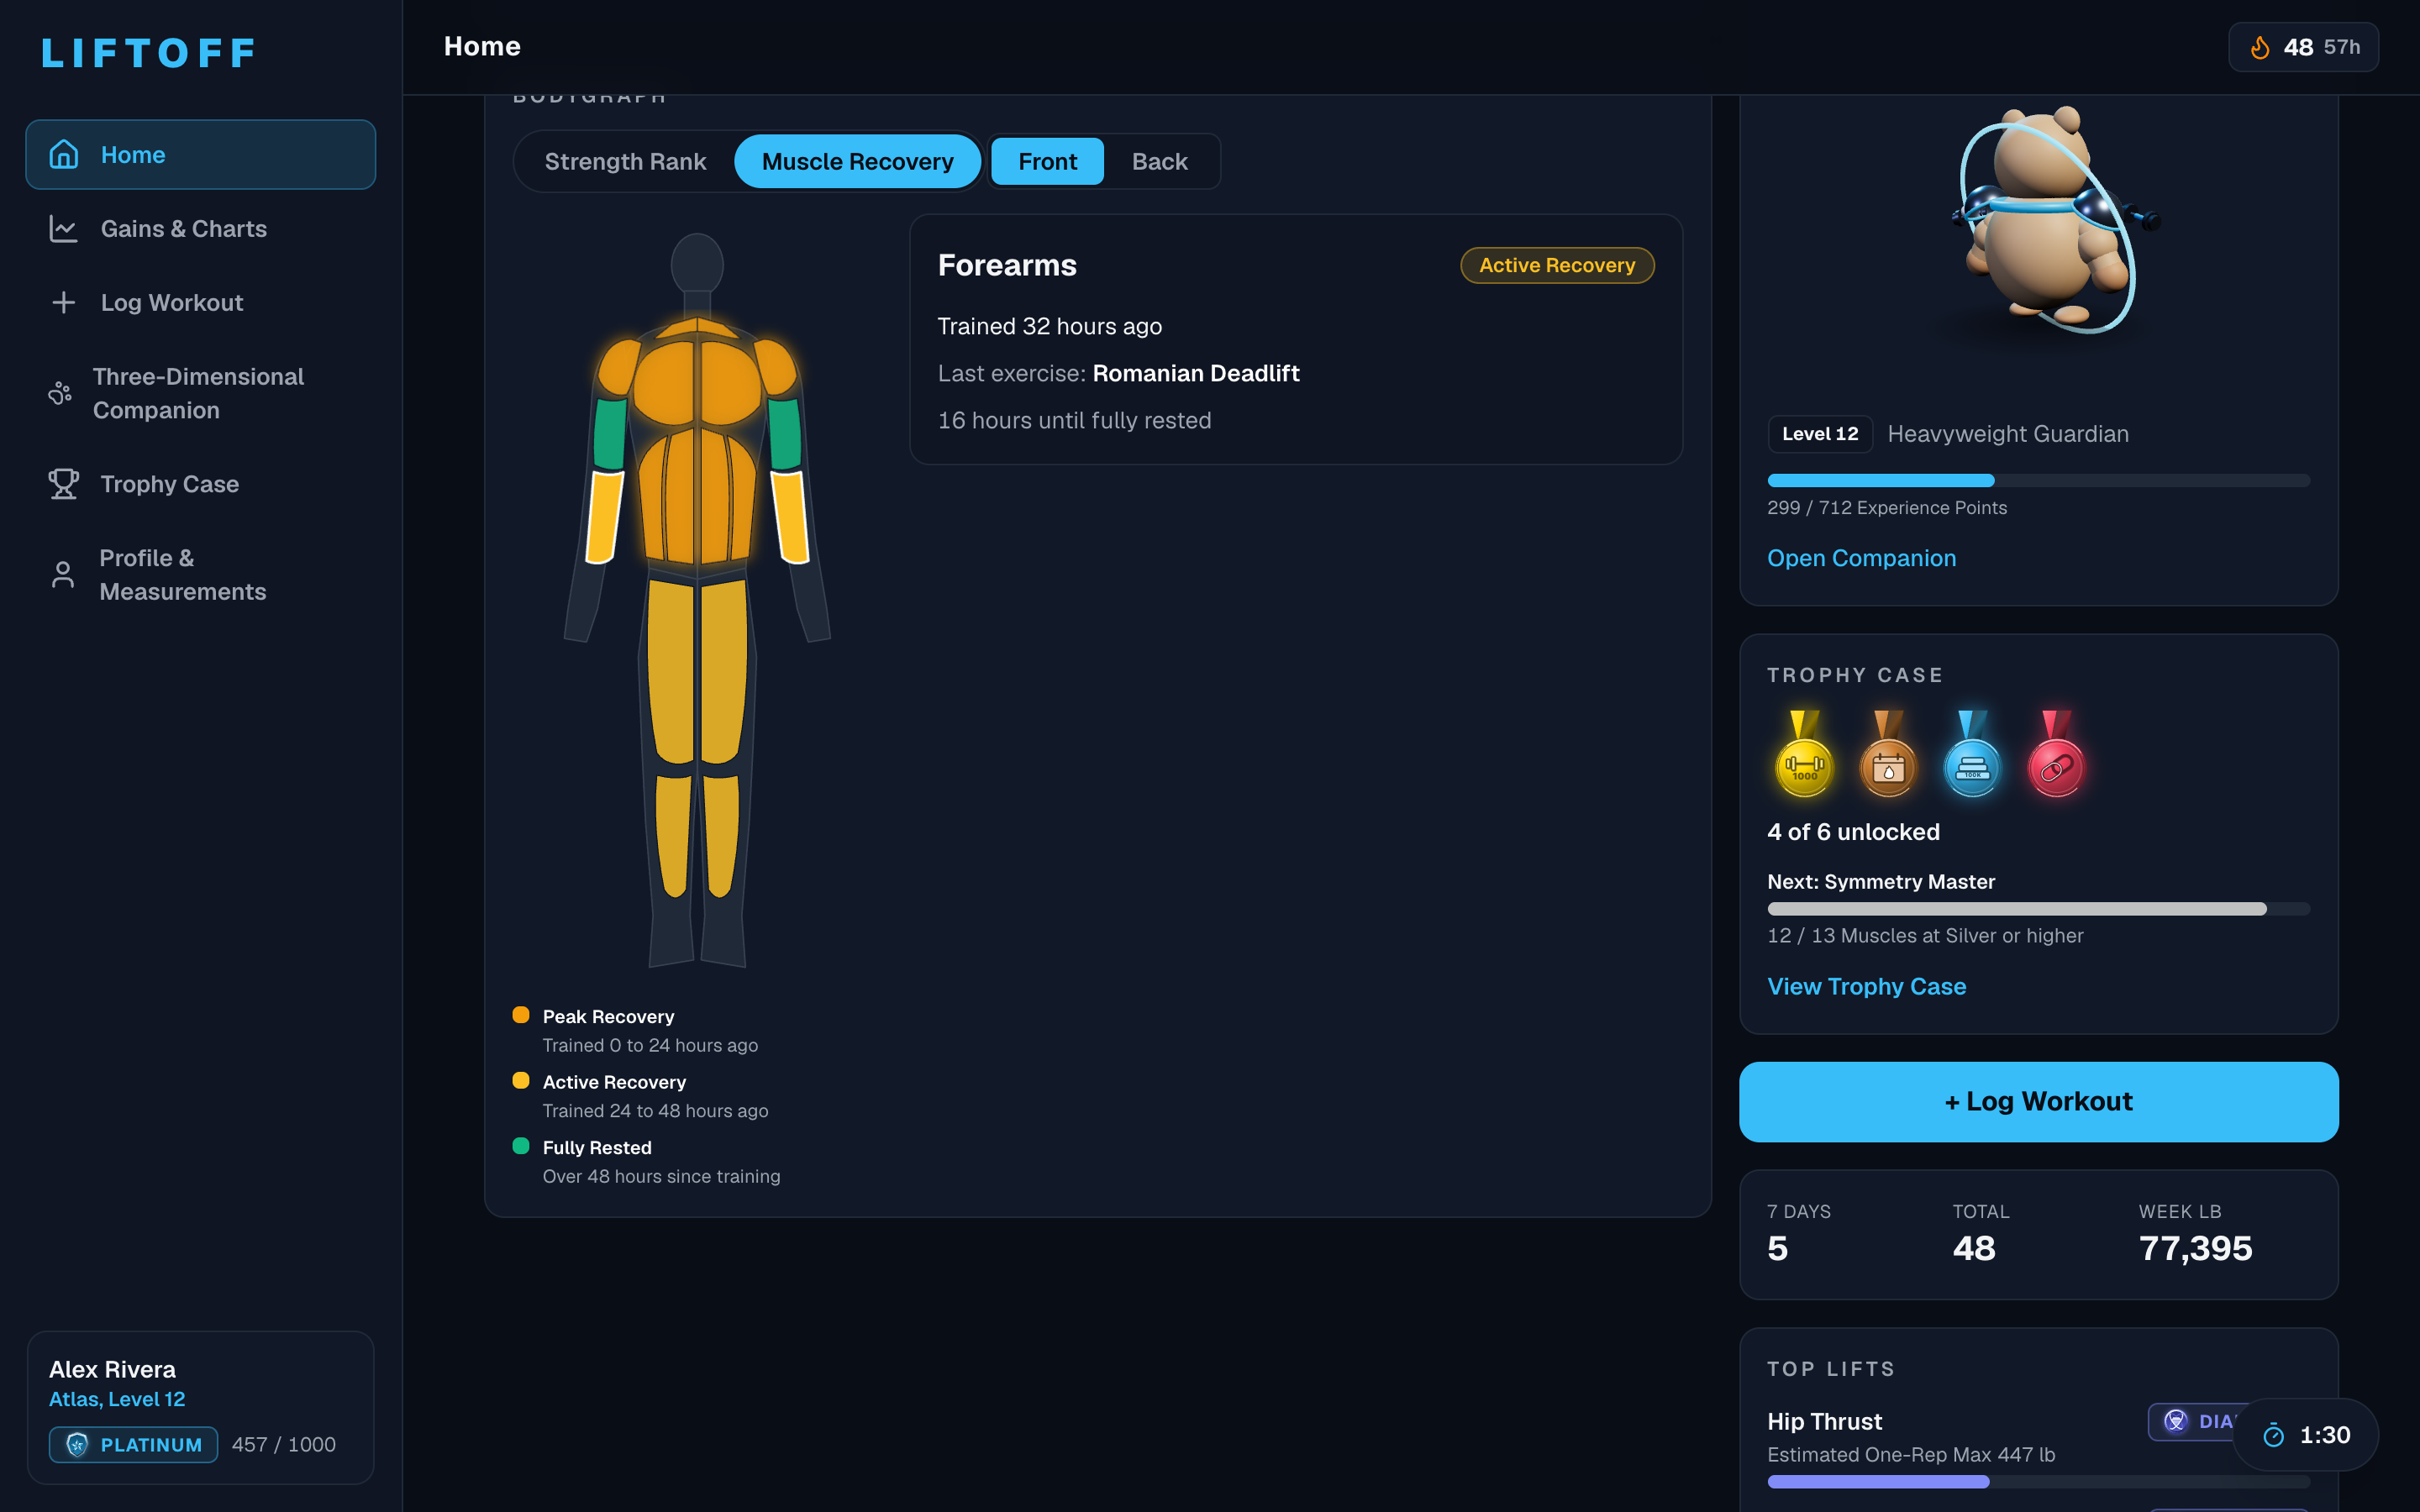 LIFTOFF
Home
Gains & Charts
Log Workout
Three-Dimensional
Companion
Trophy Case
Profile &
Measurements
Alex Rivera
Atlas, Level 12
PLATINUM 457 / 1000
Home
48 57h
BODYGRAPH
Strength Rank Muscle Recovery Front Back
Forearms Active Recovery
Trained 32 hours ago
Last exercise: Romanian Deadlift
16 hours until fully rested
Peak Recovery
Trained 0 to 24 hours ago
Active Recovery
Trained 24 to 48 hours ago
Fully Rested
Over 48 hours since training
Level 12 Heavyweight Guardian
299 / 712 Experience Points
Open Companion
TROPHY CASE
1000
100K
4 of 6 unlocked
Next: Symmetry Master
12 / 13 Muscles at Silver or higher
View Trophy Case
+ Log Workout
7 DAYS TOTAL WEEK LB
5 48 77,395
TOP LIFTS
Hip Thrust
Estimated One-Rep Max 447 lb
1:30